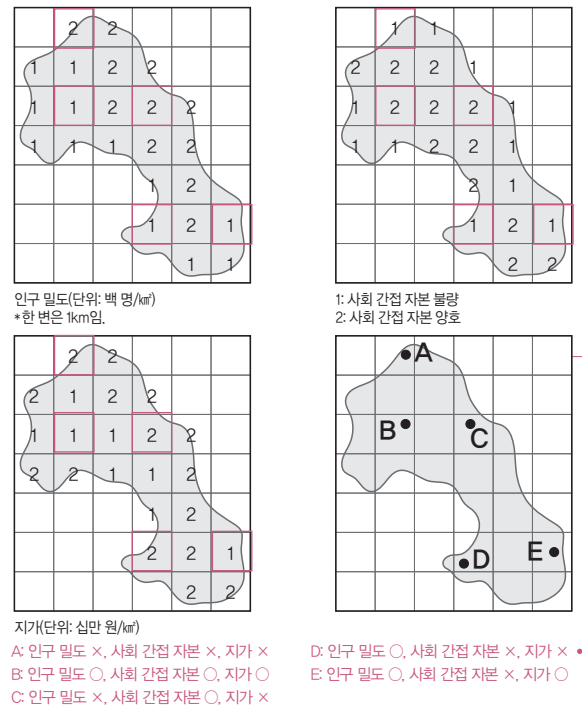 2 2
1 1 2 2
1 1 2 2 2
1 1 1 2 2
1 2
1 2 1
1 1
인구 밀도(단위: 백 명/㎢)
*한 변은 1km임.
1 1
2 2 2 1
2 2 2 2 1
1 1 2 2 1
2 1
1 2 1
2 2
1: 사회 간접 자본 불량
2: 사회 간접 자본 양호
2 2
2 1 2 2
1 1 1 2 2
2 2 1 1 2
1 2
2 2 1
2 2
지가(단위: 십만 원/㎢)
A
B
C
D
E
A: 인구 밀도 ×, 사회 간접 자본 ×, 지가 ×
B: 인구 밀도 ○, 사회 간접 자본 ○, 지가 ○
C: 인구 밀도 ×, 사회 간접 자본 ○, 지가 ×
D: 인구 밀도 ○, 사회 간접 자본 ×, 지가 ×
E: 인구 밀도 ○, 사회 간접 자본 ×, 지가 ○